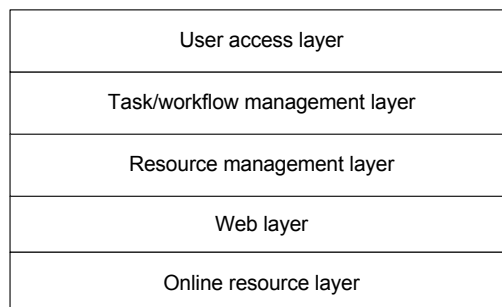 User access layer
Task/workflow management layer
Resource management layer
Web layer
Online resource layer